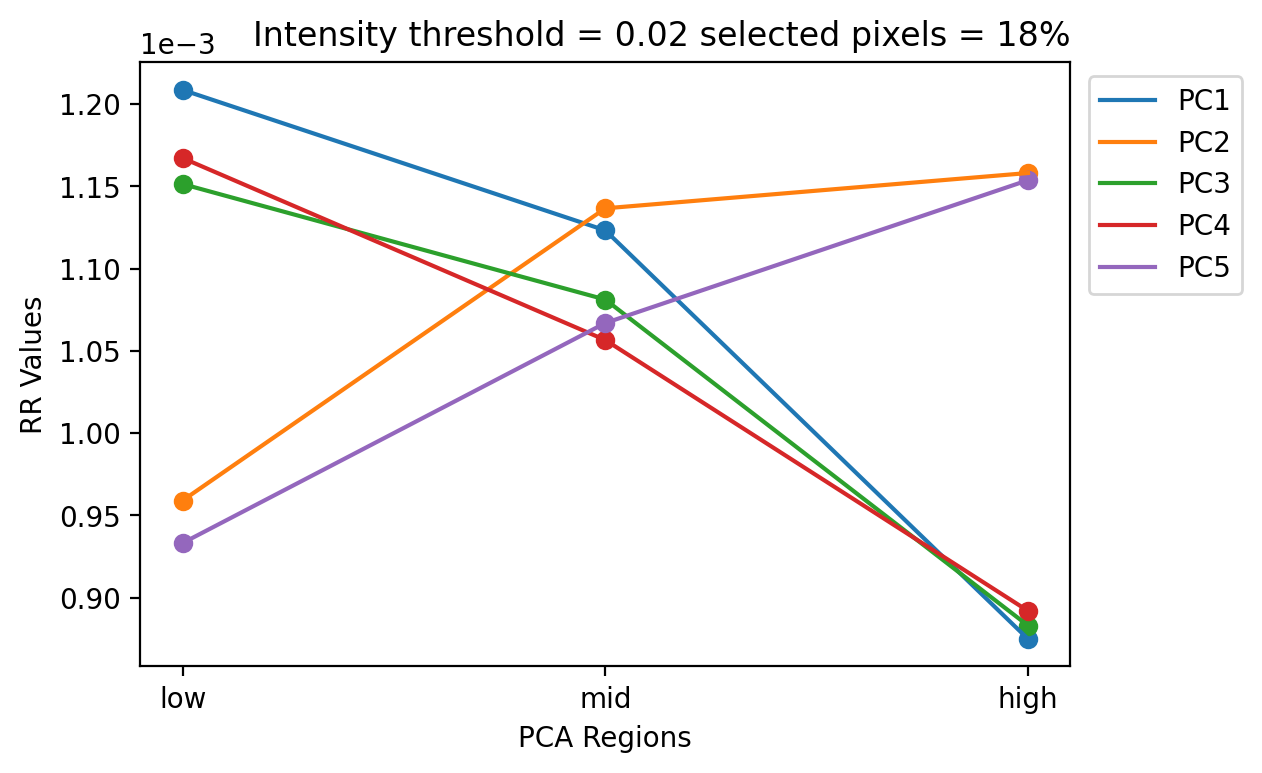 Intensity threshold = 0.02 selected pixels = 18%
1e−3
1.20
1.15
1.10
1.05
1.00
0.95
0.90
RR Values
low
mid
high
PCA Regions
PC1
PC2
PC3
PC4
PC5